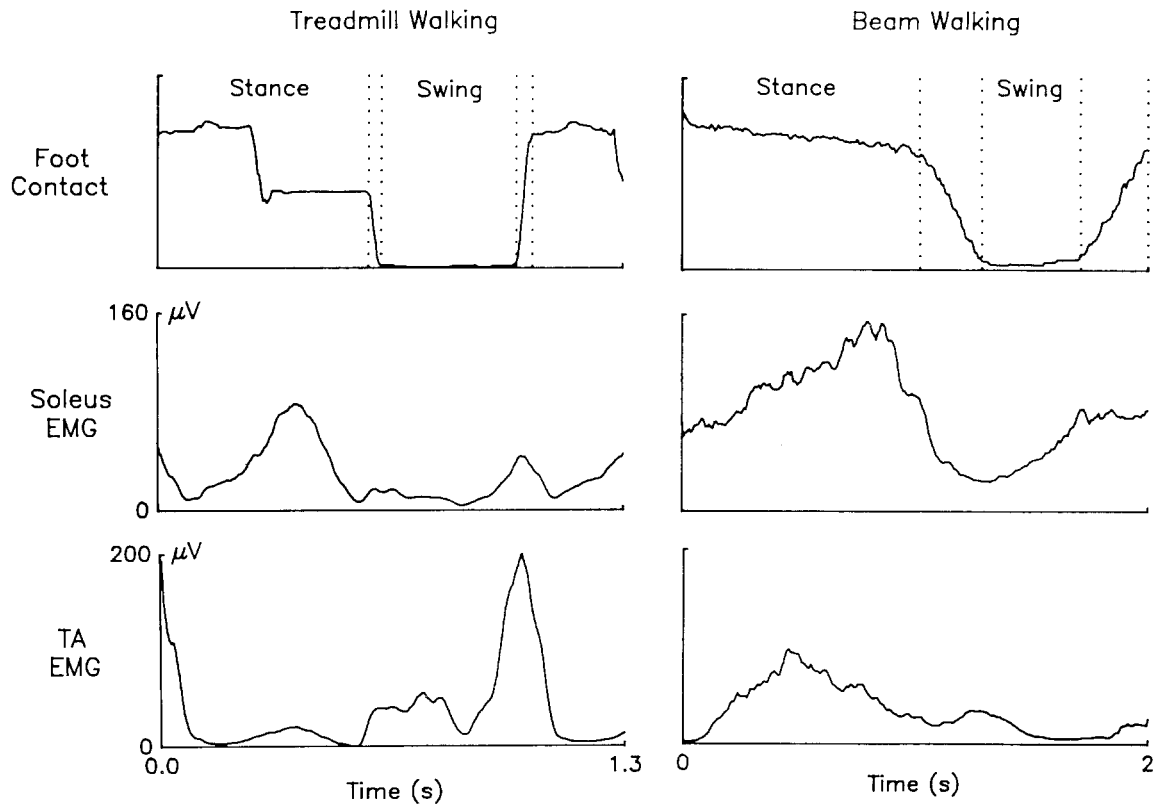 Treadmill Walking
Beam Walking
Stance
Swing
Stance
Swing
Foot
Contact
160 μV
Soleus
EMG
0
200 μV
TA
EMG
0
0.0
1.3
Time (s)
0
2
Time (s)